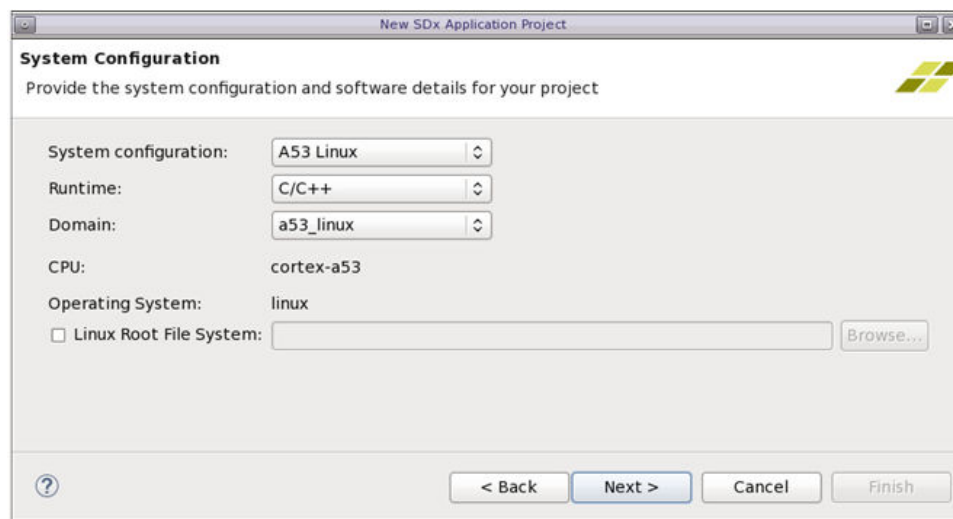 New SDx Application Project
System Configuration
Provide the system configuration and software details for your project
System configuration: A53 Linux
Runtime: C/C++
Domain: a53_linux
CPU: cortex-a53
Operating System: linux
Linux Root File System: Browse...
? < Back Next > Cancel Finish